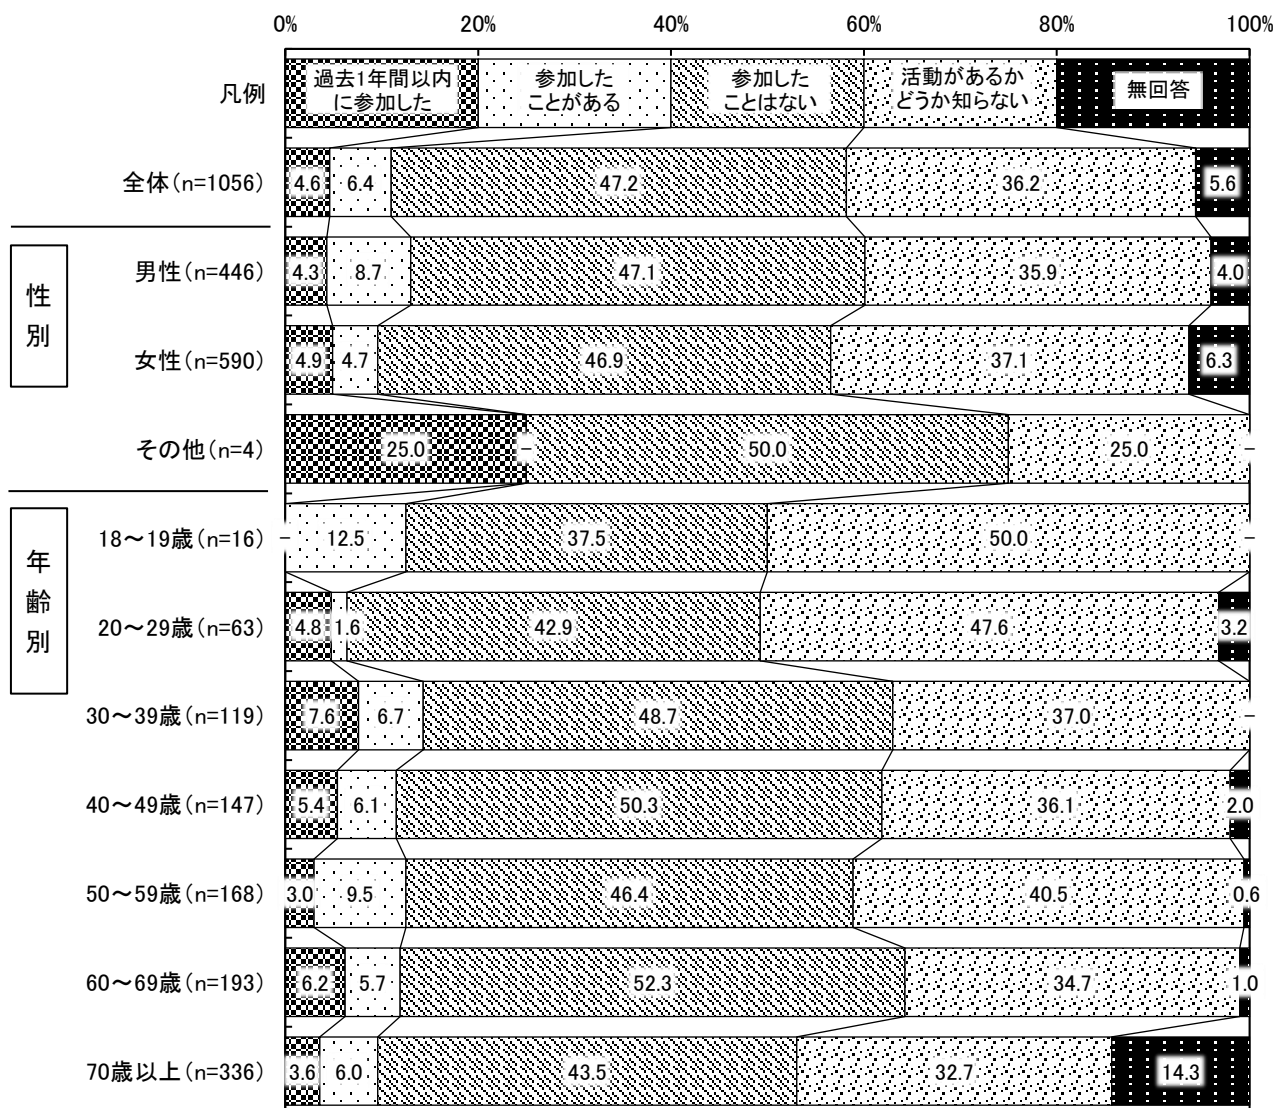 0%
20%
40%
60%
80%
100%
凡例
過去1年間以内
に参加した
参加した
ことがある
参加した
ことはない
活動があるか
どうか知らない
無回答
全体(n=1056)
4.6
6.4
47.2
36.2
5.6
性
別
男性(n=446)
4.3
8.7
47.1
35.9
4.0
女性(n=590)
4.9
4.7
46.9
37.1
6.3
その他(n=4)
25.0
-
50.0
25.0
-
年
齢
別
18~19歳(n=16)
-
12.5
37.5
50.0
-
20~29歳(n=63)
4.8
1.6
42.9
47.6
3.2
30~39歳(n=119)
7.6
6.7
48.7
37.0
-
40~49歳(n=147)
5.4
6.1
50.3
36.1
2.0
50~59歳(n=168)
3.0
9.5
46.4
40.5
0.6
60~69歳(n=193)
6.2
5.7
52.3
34.7
1.0
70歳以上(n=336)
3.6
6.0
43.5
32.7
14.3